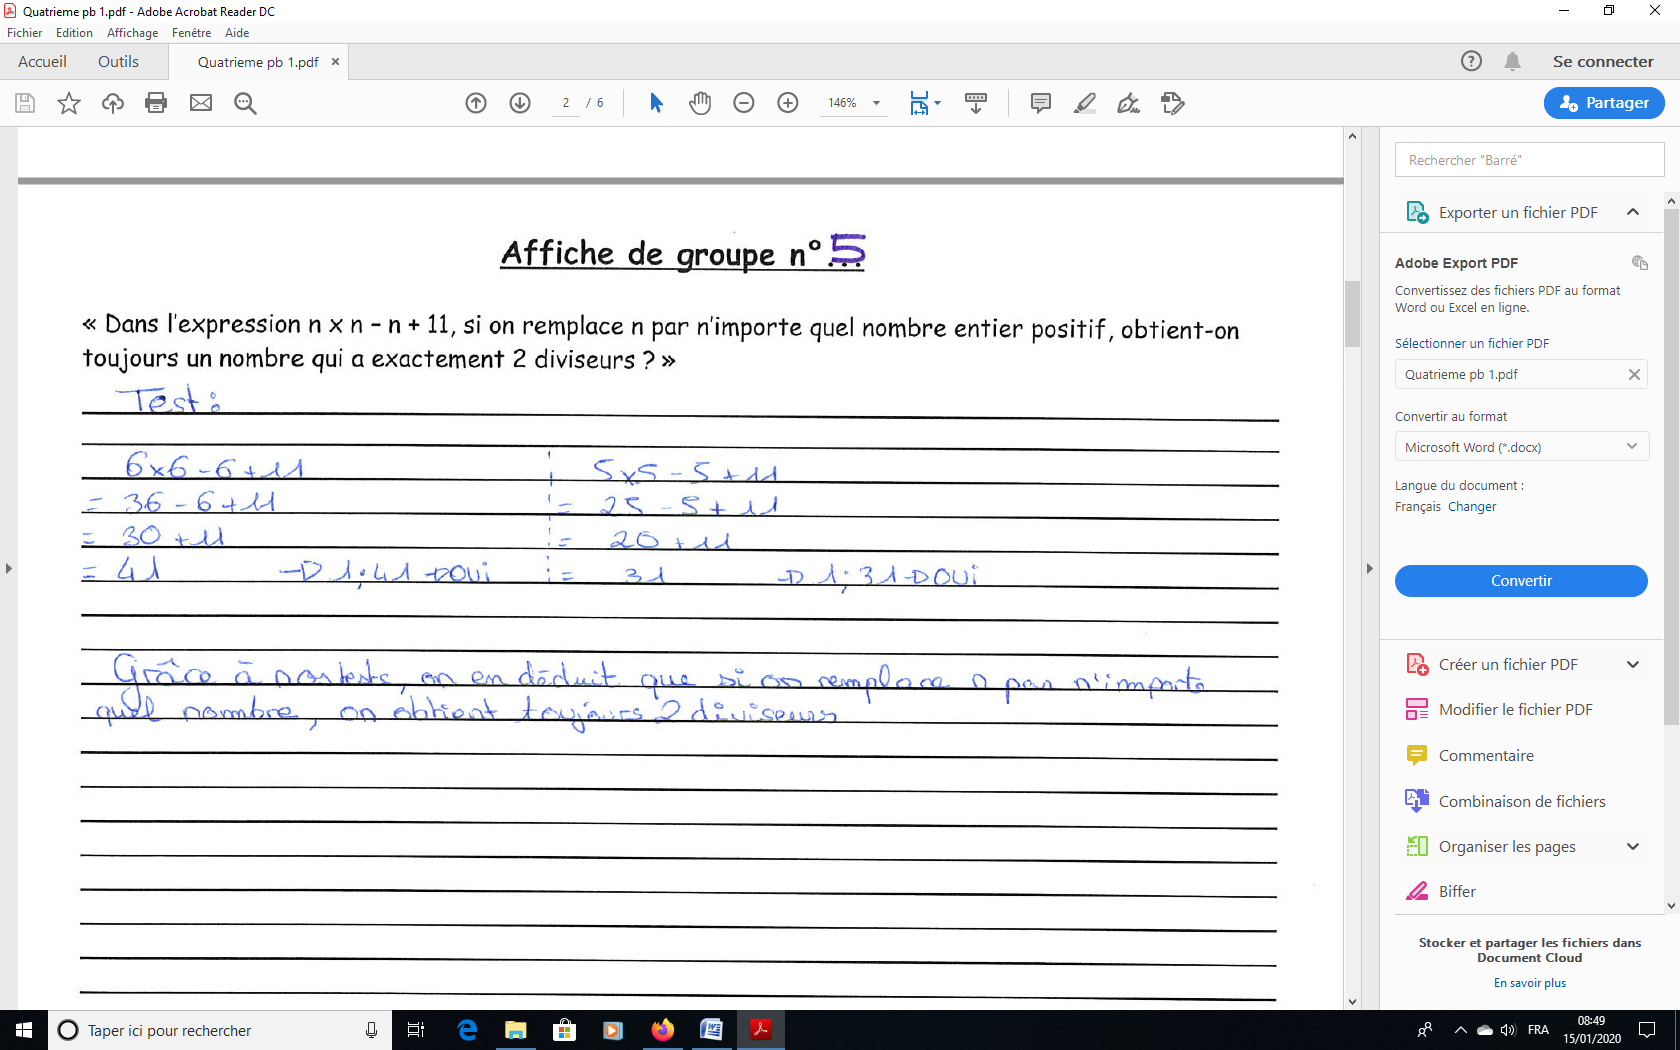 Quatrieme pb 1.pdf - Adobe Acrobat Reader DC
Fichier Edition Affichage Fenêtre Aide
Accueil Outils Quatrieme pb 1.pdf × Se connecter
2 / 6 146% Partager
Affiche de groupe n° 5
« Dans l'expression n x n – n + 11, si on remplace n par n'importe quel nombre entier positif, obtient-on
toujours un nombre qui a exactement 2 diviseurs ? »
Test :
6x6-6+11 5x5-5+11
= 36-6+11 = 25-5+11
= 30+11 = 20+11
= 41 → 1;41 → OUI = 31 → 1;31 → OUI
Grâce à nos tests, on en déduit que si on remplace n par n'importe
quel nombre, on obtient toujours 2 diviseurs
Rechercher "Barré"
Exporter un fichier PDF
Adobe Export PDF
Convertissez des fichiers PDF au format
Word ou Excel en ligne.
Sélectionner un fichier PDF
Quatrieme pb 1.pdf
Convertir au format
Microsoft Word (*.docx)
Langue du document :
Français Changer
Convertir
Créer un fichier PDF
Modifier le fichier PDF
Commentaire
Combinaison de fichiers
Organiser les pages
Biffer
Stocker et partager les fichiers dans
Document Cloud
En savoir plus
Taper ici pour rechercher
FRA
08:49
15/01/2020